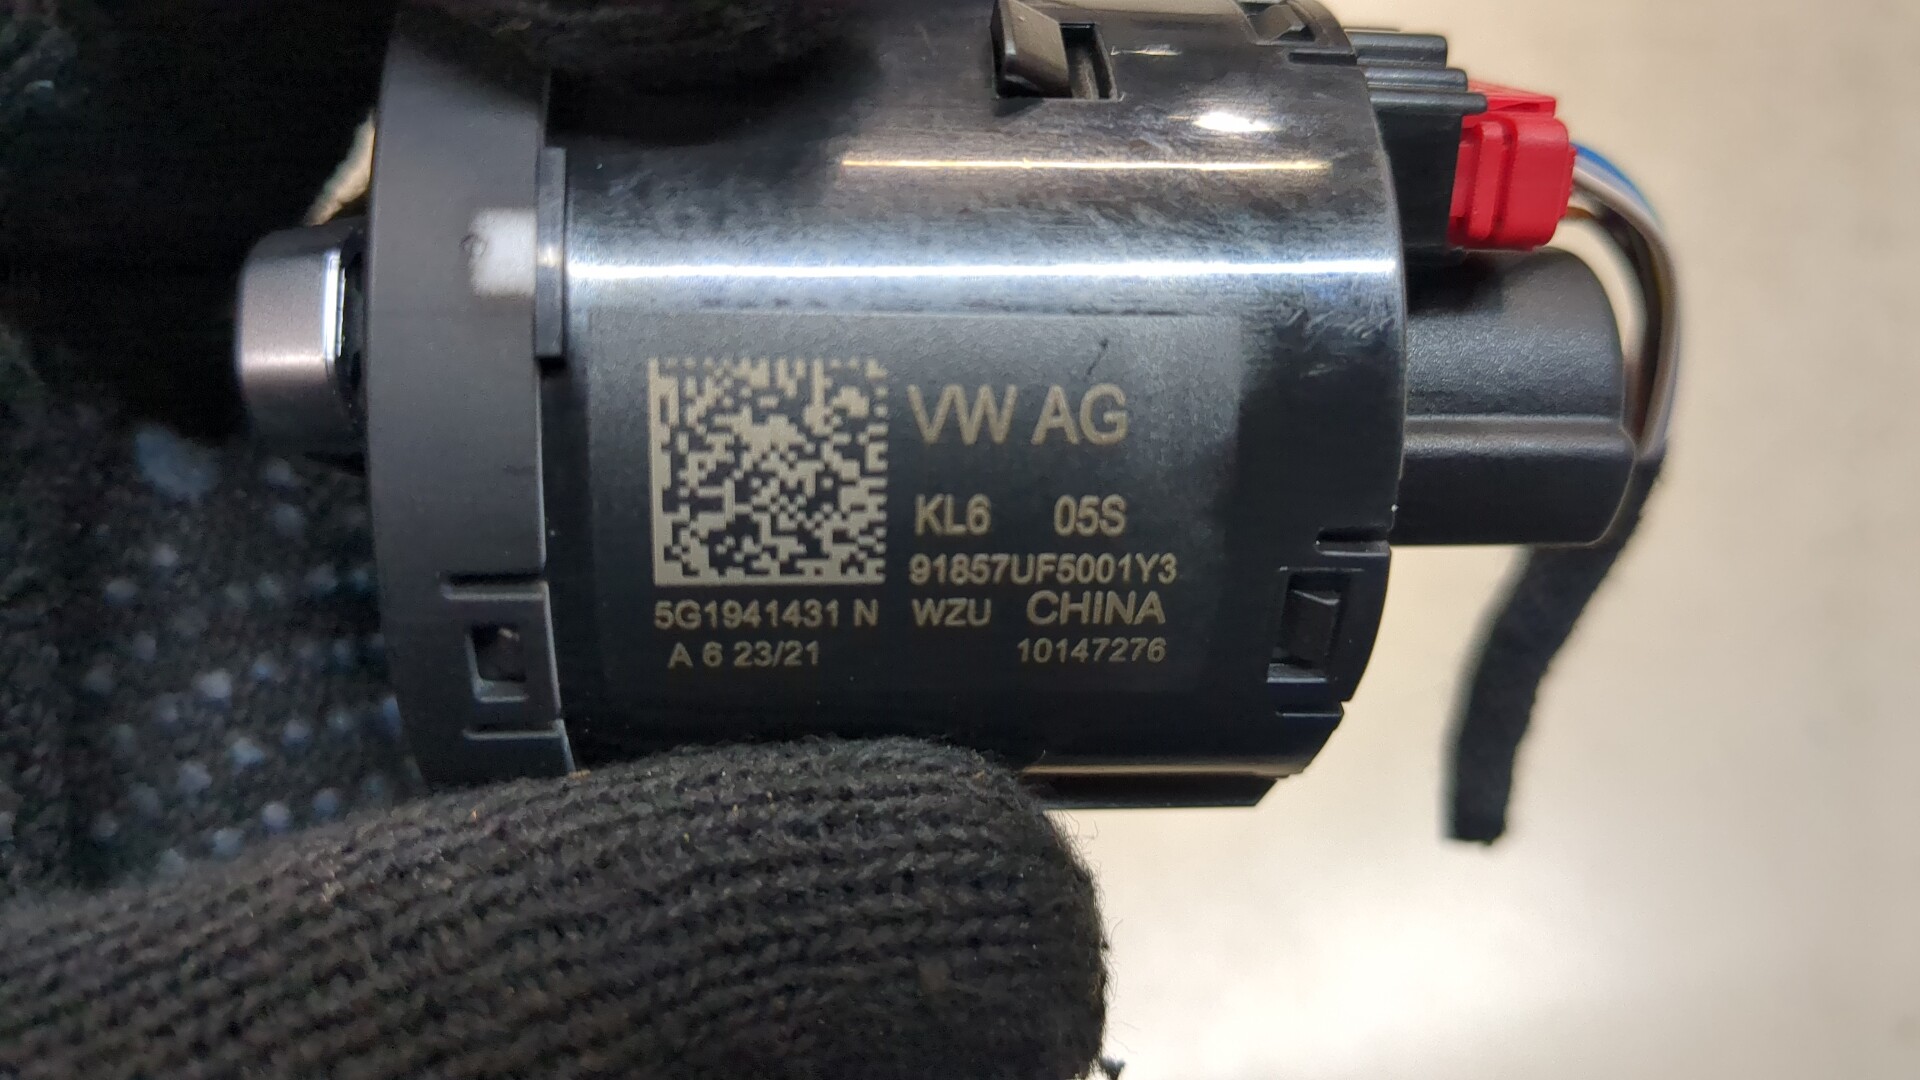 VW AG
KL6 05S
91857UF5001Y3
5G1941431 N WZU CHINA
A 6 23/21 10147276